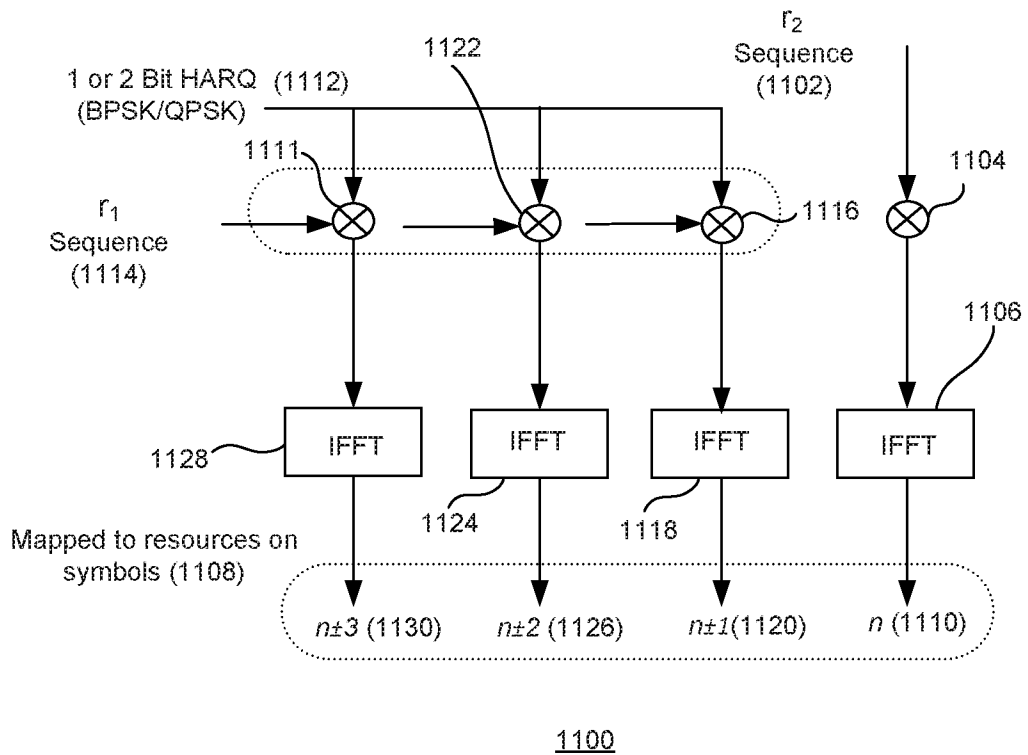 r2
Sequence
(1102)
1122
1 or 2 Bit HARQ (1112)
(BPSK/QPSK)
1111
1104
1116
r1
Sequence
(1114)
1106
IFFT
IFFT
IFFT
IFFT
1128
1124
1118
Mapped to resources on
symbols (1108)
n±3 (1130)
n±2 (1126)
n±1(1120)
n (1110)
1100